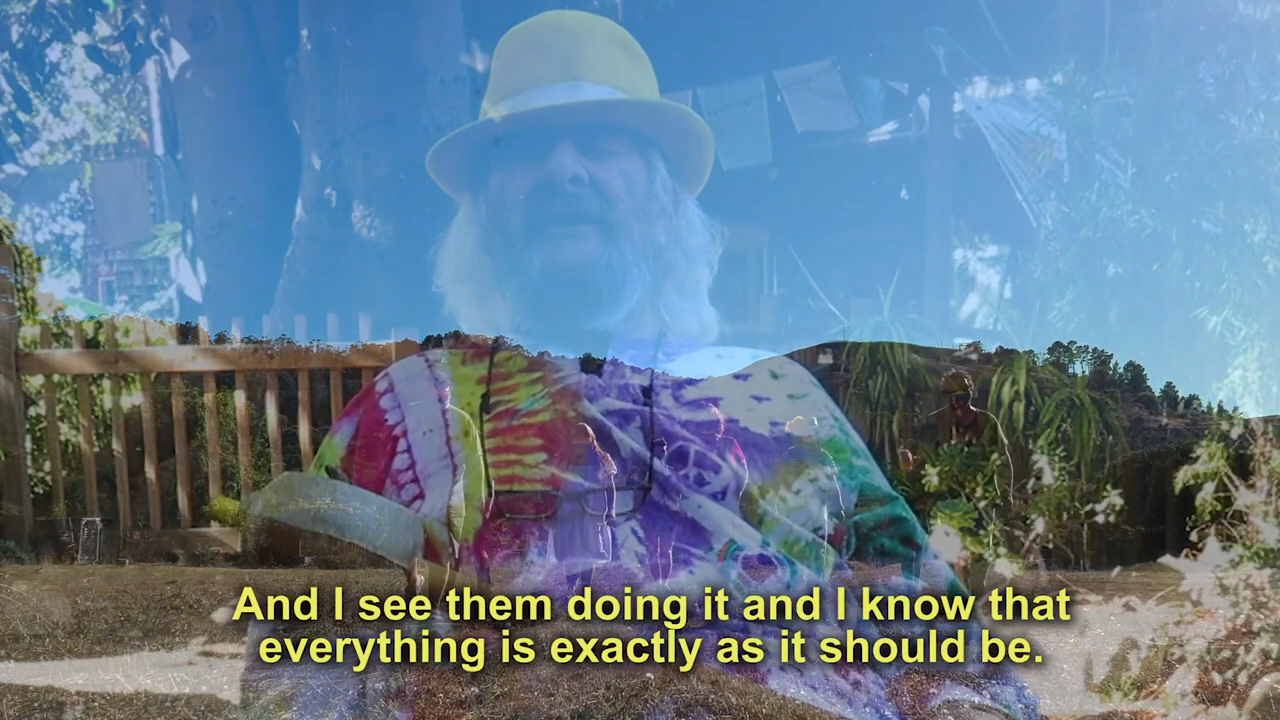 And I see them doing it and I know that
everything is exactly as it should be.